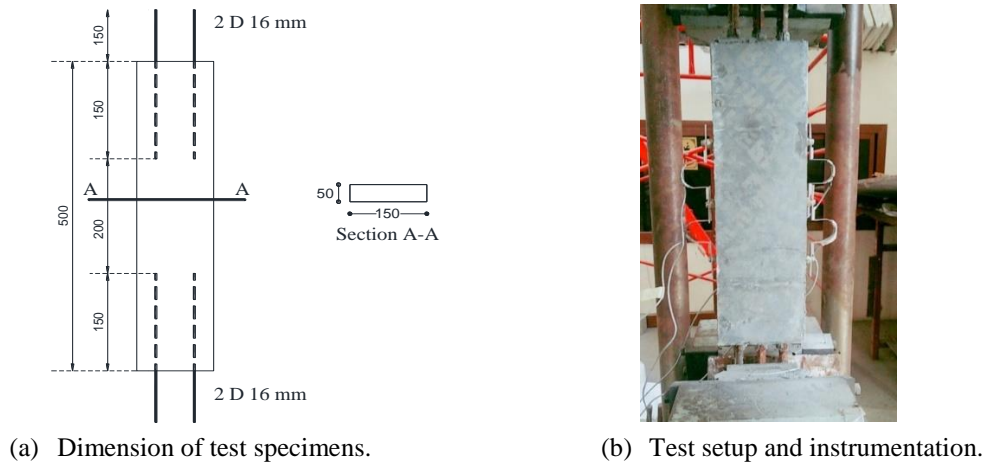 2 D 16 mm
150
150
A
A
500
200
150
50
150
Section A-A
2 D 16 mm
(a) Dimension of test specimens.
(b) Test setup and instrumentation.